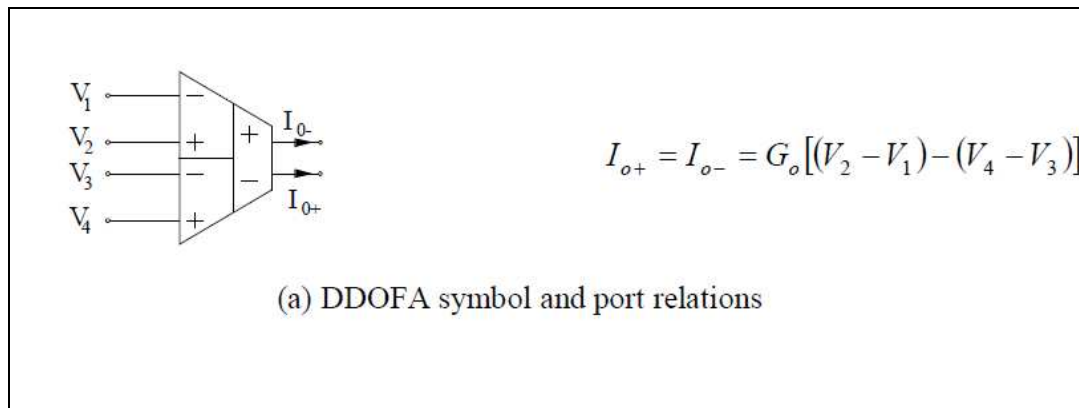 V1
V2
V3
V4
−
+
−
+
+
−
I0-
I0+
Io+ = Io− = Go[(V2 − V1) − (V4 − V3)]
(a) DDOFA symbol and port relations